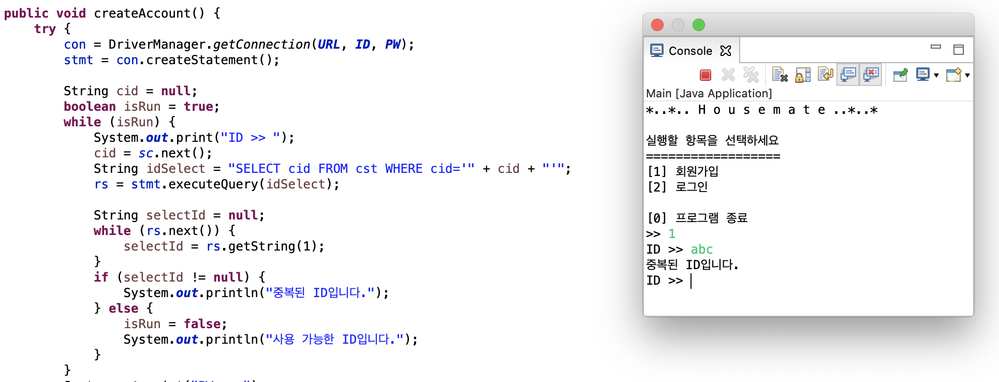 public void createAccount() {
try {
con = DriverManager.getConnection(URL, ID, PW);
stmt = con.createStatement();
String cid = null;
boolean isRun = true;
while (isRun) {
System.out.print("ID >> ");
cid = sc.next();
String idSelect = "SELECT cid FROM cst WHERE cid='" + cid + "'";
rs = stmt.executeQuery(idSelect);
String selectId = null;
while (rs.next()) {
selectId = rs.getString(1);
}
if (selectId != null) {
System.out.println("중복된 ID입니다.");
} else {
isRun = false;
System.out.println("사용 가능한 ID입니다.");
}
}
Console
Main [Java Application]
*..*.. H o u s e m a t e ..*..*
실행할 항목을 선택하세요
==================
[1] 회원가입
[2] 로그인
[0] 프로그램 종료
>> 1
ID >> abc
중복된 ID입니다.
ID >>